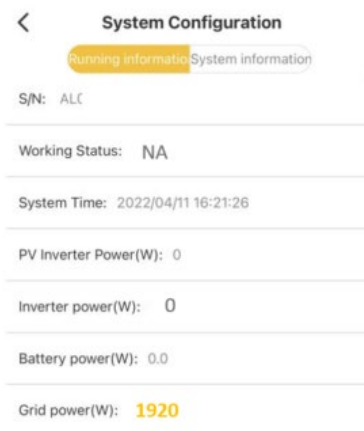 System Configuration
Running informatio System information
S/N: ALC
Working Status: NA
System Time: 2022/04/11 16:21:26
PV Inverter Power(W): 0
Inverter power(W): 0
Battery power(W): 0.0
Grid power(W): 1920